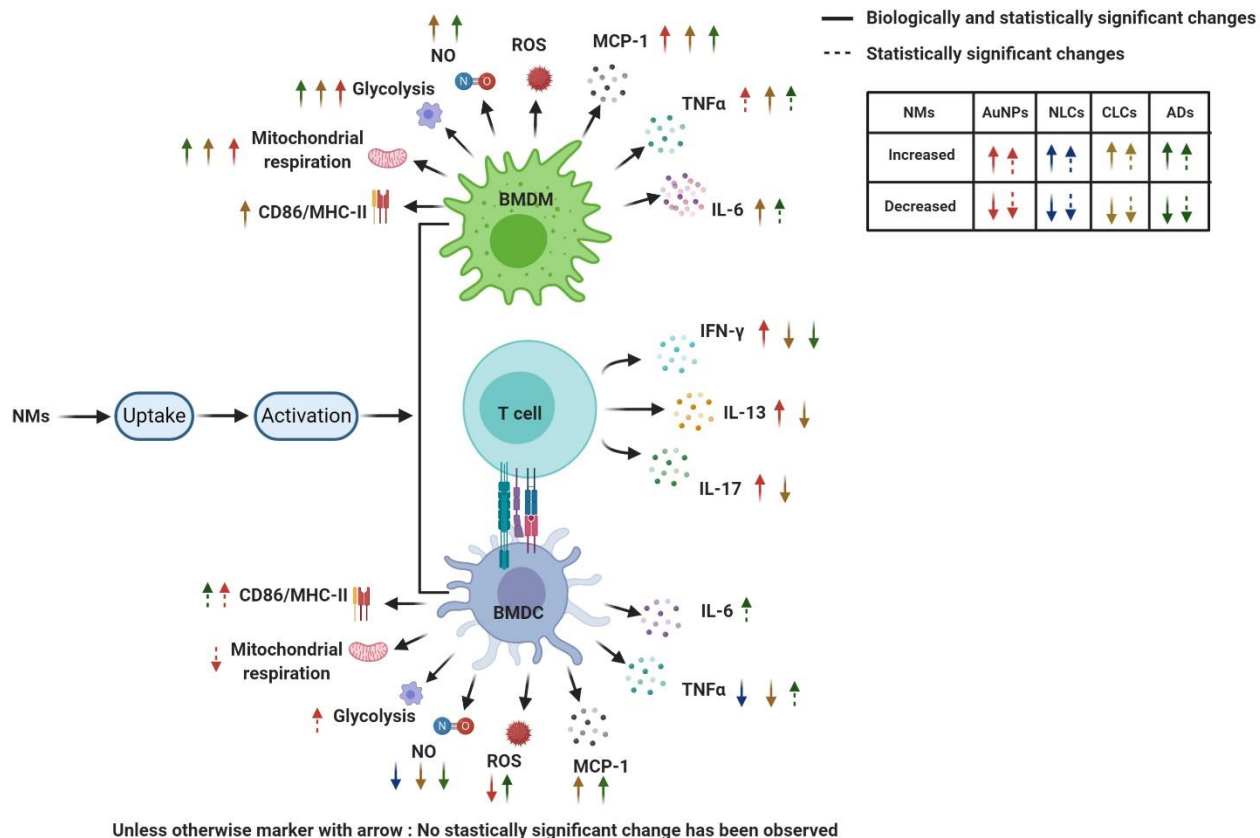 Biologically and statistically significant changes
Statistically significant changes
NMs AuNPs NLCs CLCs ADs
Increased
Decreased
NO
ROS
MCP-1
Glycolysis
TNFα
Mitochondrial
respiration
CD86/MHC-II
BMDM
IL-6
IFN-γ
NMs
Uptake
Activation
T cell
IL-13
IL-17
CD86/MHC-II
BMDC
IL-6
Mitochondrial
respiration
TNFα
Glycolysis
NO
ROS
MCP-1
N O
N O
Unless otherwise marker with arrow : No stastically significant change has been observed